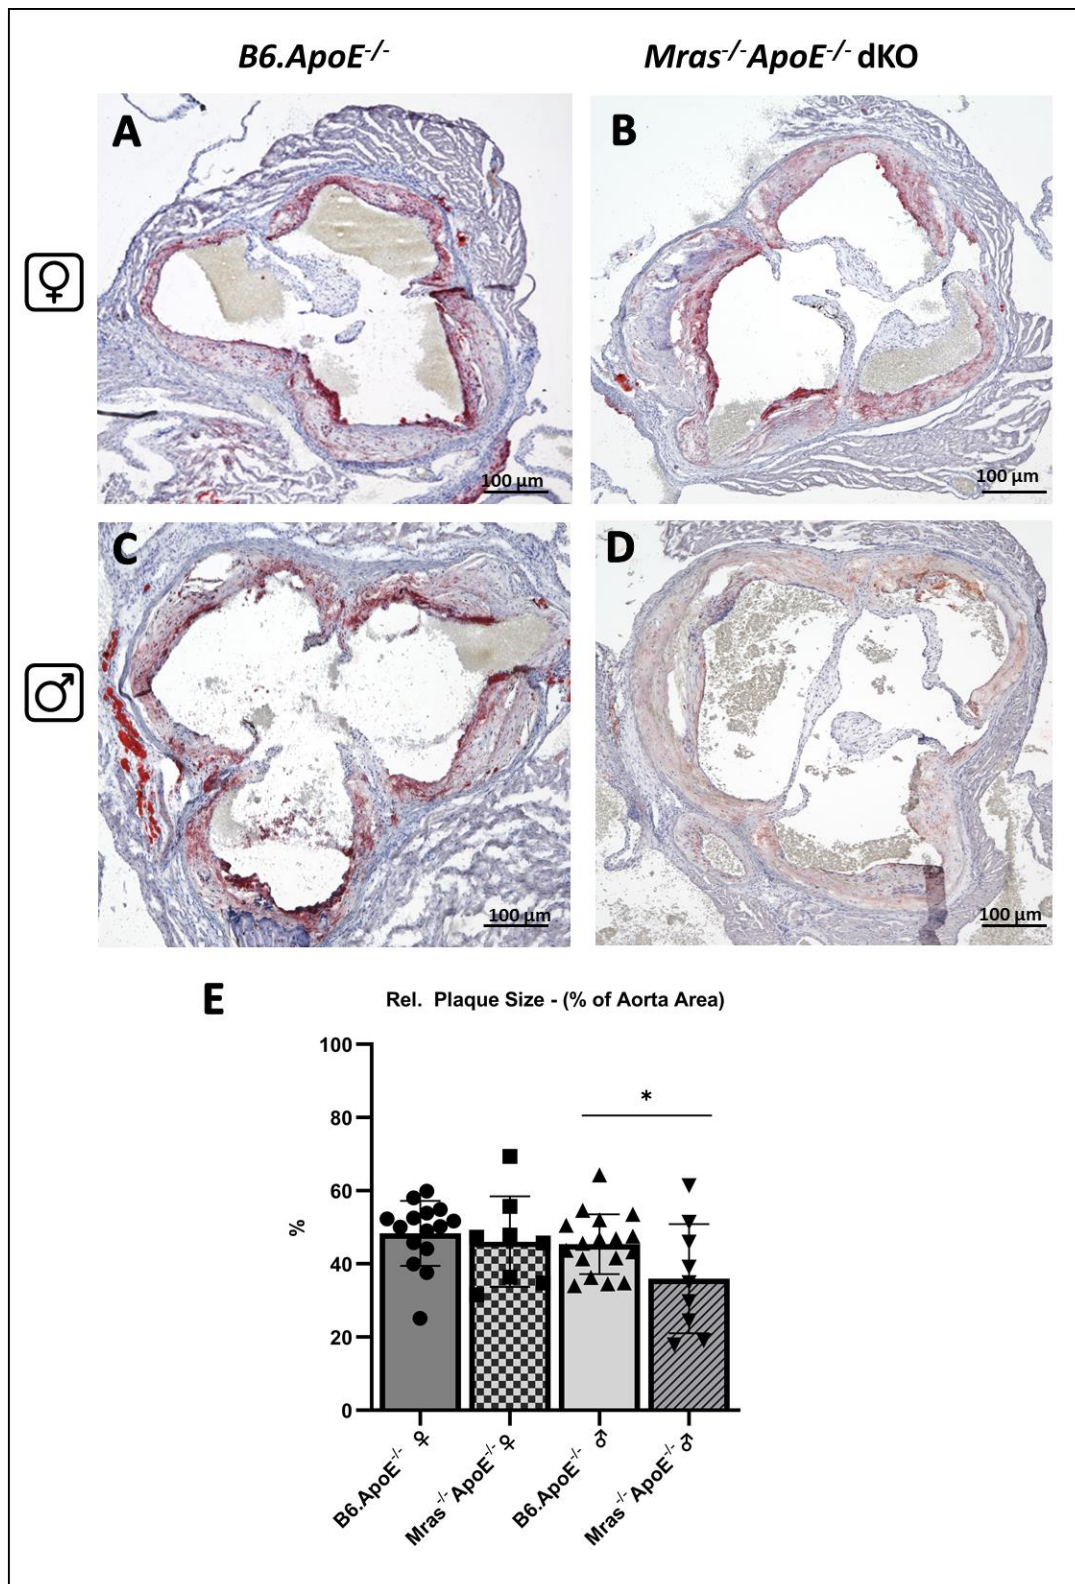 B6.ApoE-/- Mras-/-ApoE-/- dKO
A B
♀
100 µm 100 µm
C D
♂
100 µm 100 µm
E Rel. Plaque Size - (% of Aorta Area)
100
*
80
60
%
40
20
0
B6.ApoE-/- ♀
Mras-/-ApoE-/- ♀
B6.ApoE-/- ♂
Mras-/-ApoE-/- ♂